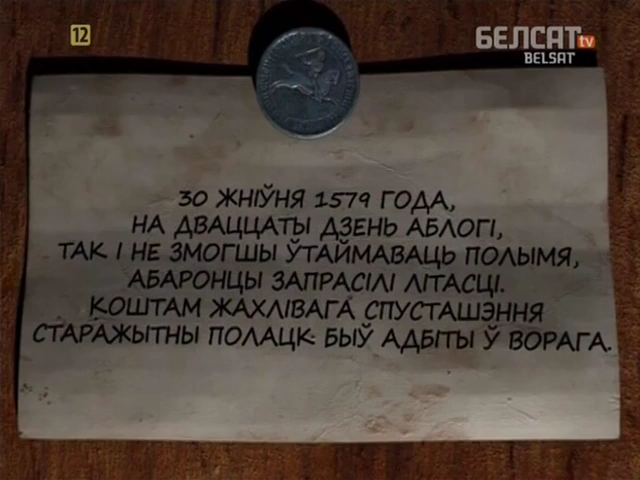 12
БЕЛСАТ tv
BELSAT
30 ЖНІЎНЯ 1579 ГОДА,
НА ДВАЦЦАТЫ ДЗЕНЬ АБЛОГІ,
ТАК І НЕ ЗМОГШЫ ЎТАЙМАВАЦЬ ПОЛЫМЯ,
АБАРОНЦЫ ЗАПРАСІЛІ ЛІТАСЦІ.
КОШТАМ ЖАХЛІВАГА СПУСТАШЭННЯ
СТАРАЖЫТНЫ ПОЛАЦК БЫЎ АДБІТЫ Ў ВОРАГА.